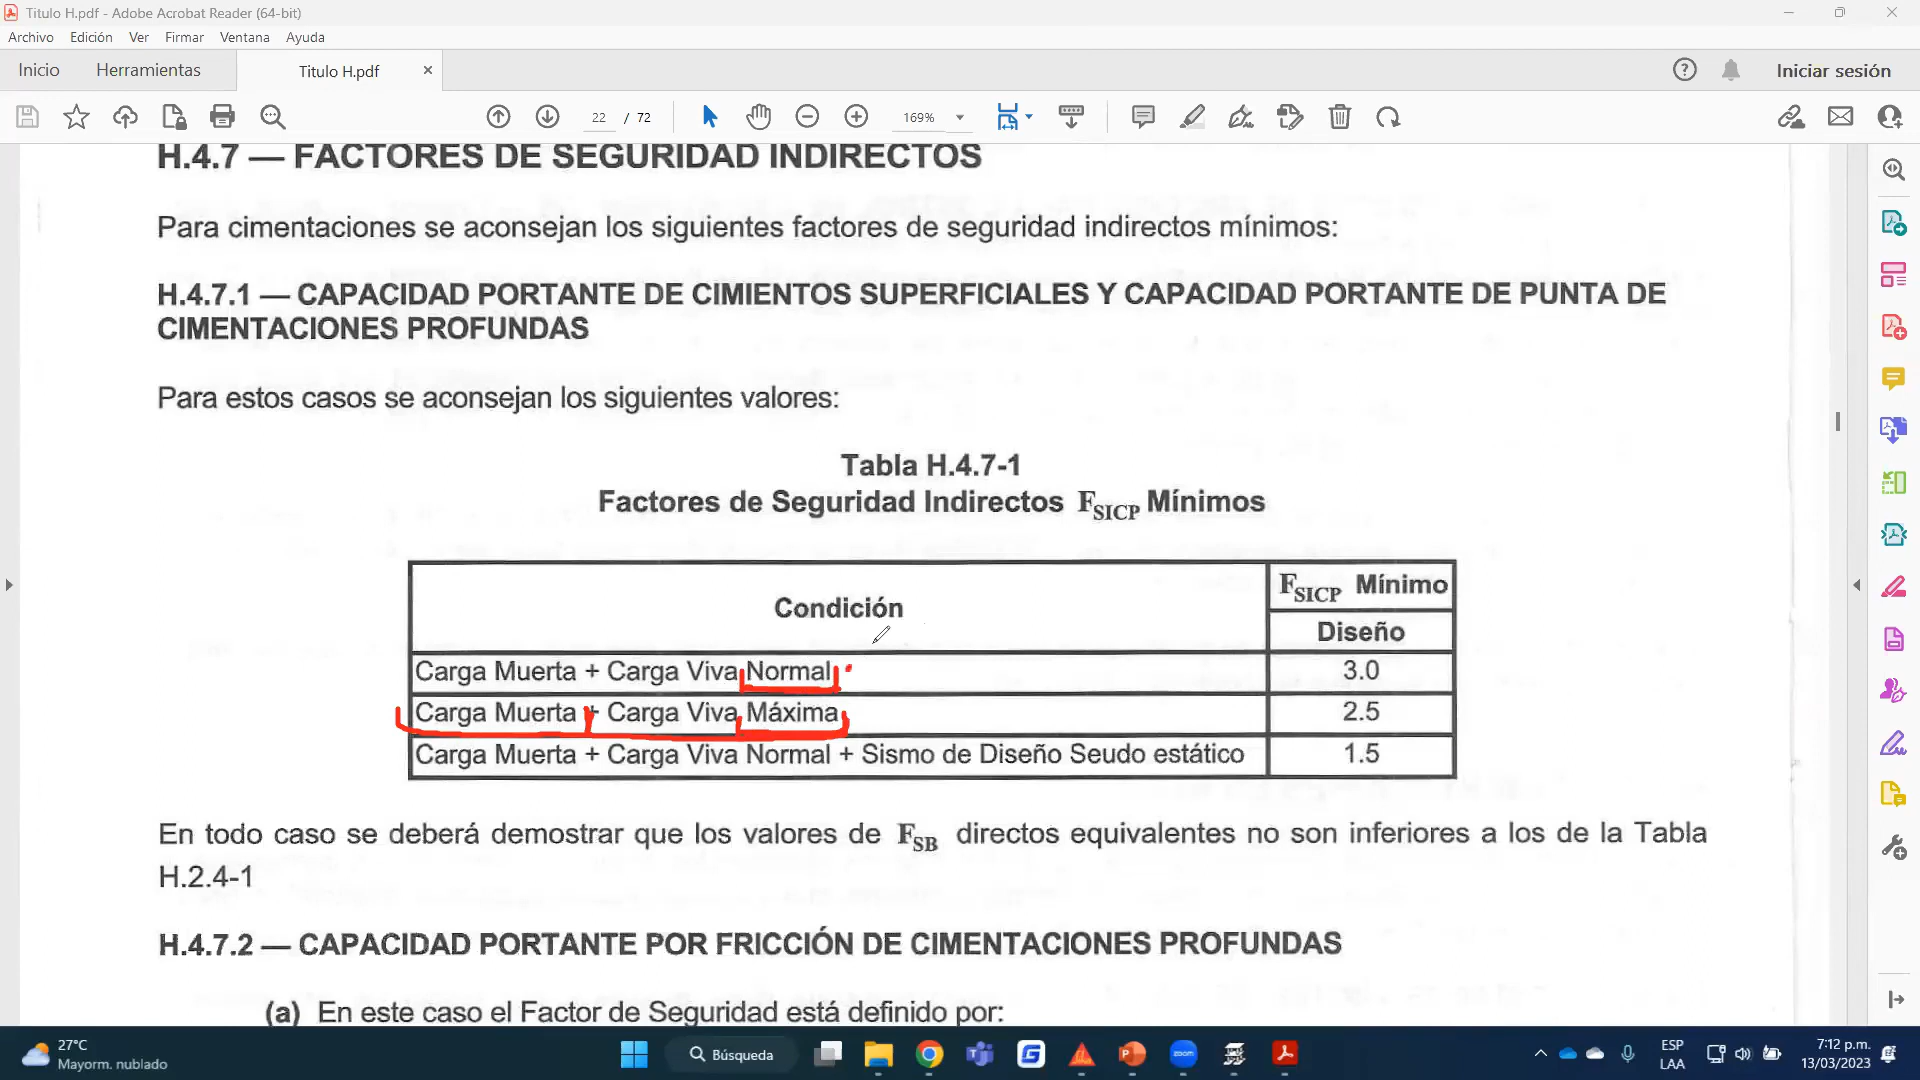 Titulo H.pdf - Adobe Acrobat Reader (64-bit)
Archivo Edición Ver Firmar Ventana Ayuda
Inicio Herramientas Titulo H.pdf × Iniciar sesión
22 / 72 169%
H.4.7 — FACTORES DE SEGURIDAD INDIRECTOS
Para cimentaciones se aconsejan los siguientes factores de seguridad indirectos mínimos:
H.4.7.1 — CAPACIDAD PORTANTE DE CIMIENTOS SUPERFICIALES Y CAPACIDAD PORTANTE DE PUNTA DE
CIMENTACIONES PROFUNDAS
Para estos casos se aconsejan los siguientes valores:
Tabla H.4.7-1
Factores de Seguridad Indirectos FSICP Mínimos
Condición
FSICP Mínimo
Diseño
Carga Muerta + Carga Viva Normal 3.0
Carga Muerta + Carga Viva Máxima 2.5
Carga Muerta + Carga Viva Normal + Sismo de Diseño Seudo estático 1.5
En todo caso se deberá demostrar que los valores de FSB directos equivalentes no son inferiores a los de la Tabla
H.2.4-1
H.4.7.2 — CAPACIDAD PORTANTE POR FRICCIÓN DE CIMENTACIONES PROFUNDAS
(a) En este caso el Factor de Seguridad está definido por:
27°C
Mayorm. nublado
Búsqueda
zoom
ESP
LAA
7:12 p.m.
13/03/2023